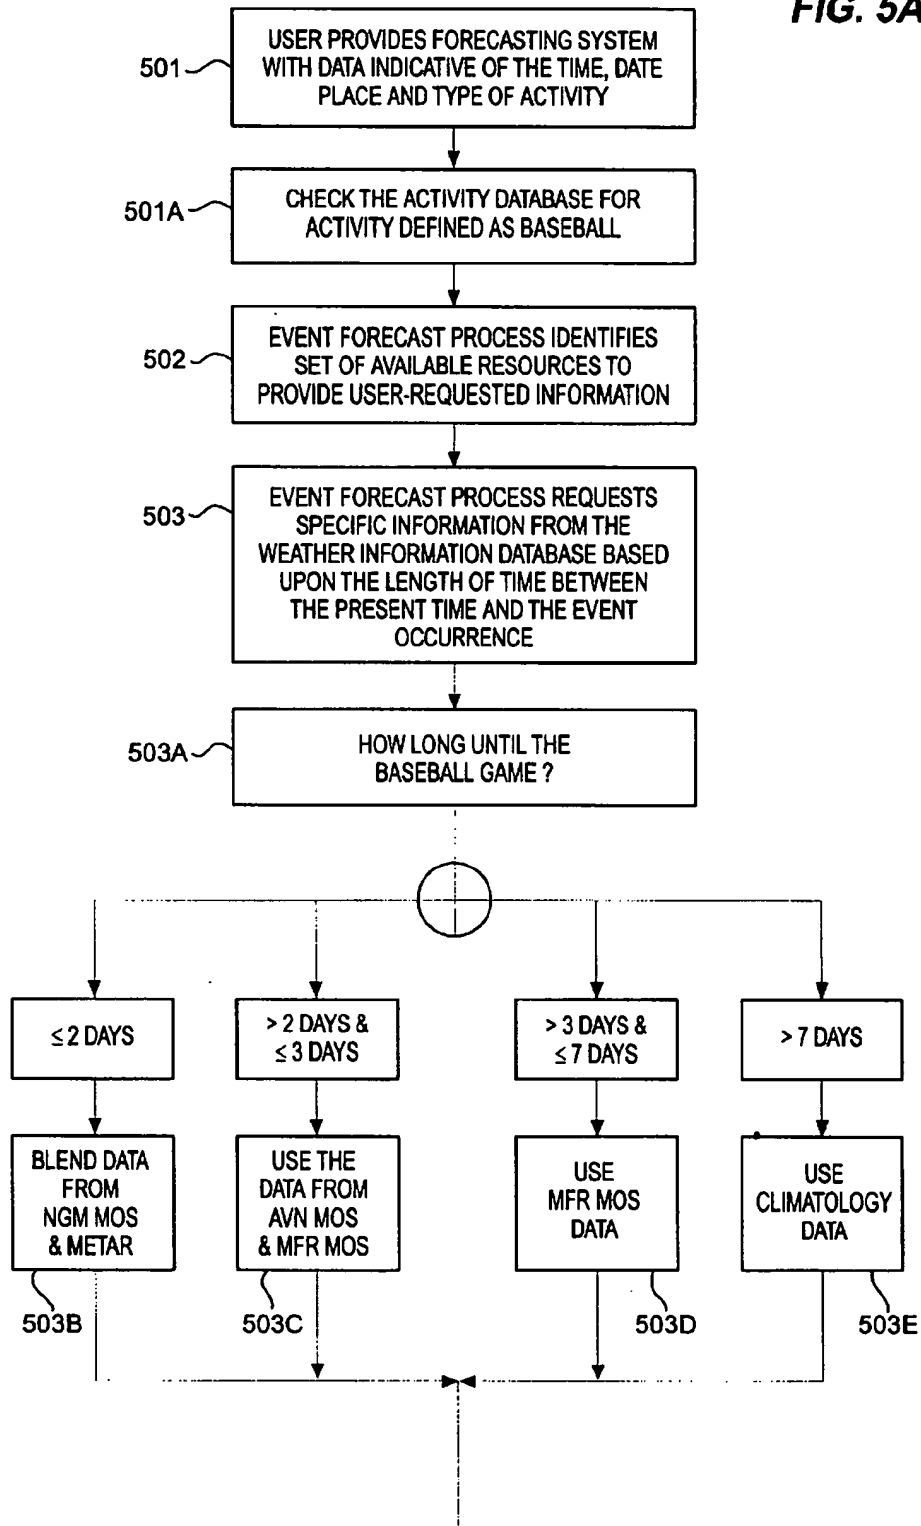 FIG. 5A
USER PROVIDES FORECASTING SYSTEM
WITH DATA INDICATIVE OF THE TIME, DATE
PLACE AND TYPE OF ACTIVITY
501
CHECK THE ACTIVITY DATABASE FOR
ACTIVITY DEFINED AS BASEBALL
501A
EVENT FORECAST PROCESS IDENTIFIES
SET OF AVAILABLE RESOURCES TO
PROVIDE USER-REQUESTED INFORMATION
502
EVENT FORECAST PROCESS REQUESTS
SPECIFIC INFORMATION FROM THE
WEATHER INFORMATION DATABASE BASED
UPON THE LENGTH OF TIME BETWEEN
THE PRESENT TIME AND THE EVENT
OCCURRENCE
503
HOW LONG UNTIL THE
BASEBALL GAME ?
503A
≤ 2 DAYS
> 2 DAYS &
≤ 3 DAYS
> 3 DAYS &
≤ 7 DAYS
> 7 DAYS
BLEND DATA
FROM
NGM MOS
& METAR
USE THE
DATA FROM
AVN MOS
& MFR MOS
USE
MFR MOS
DATA
USE
CLIMATOLOGY
DATA
503B
503C
503D
503E